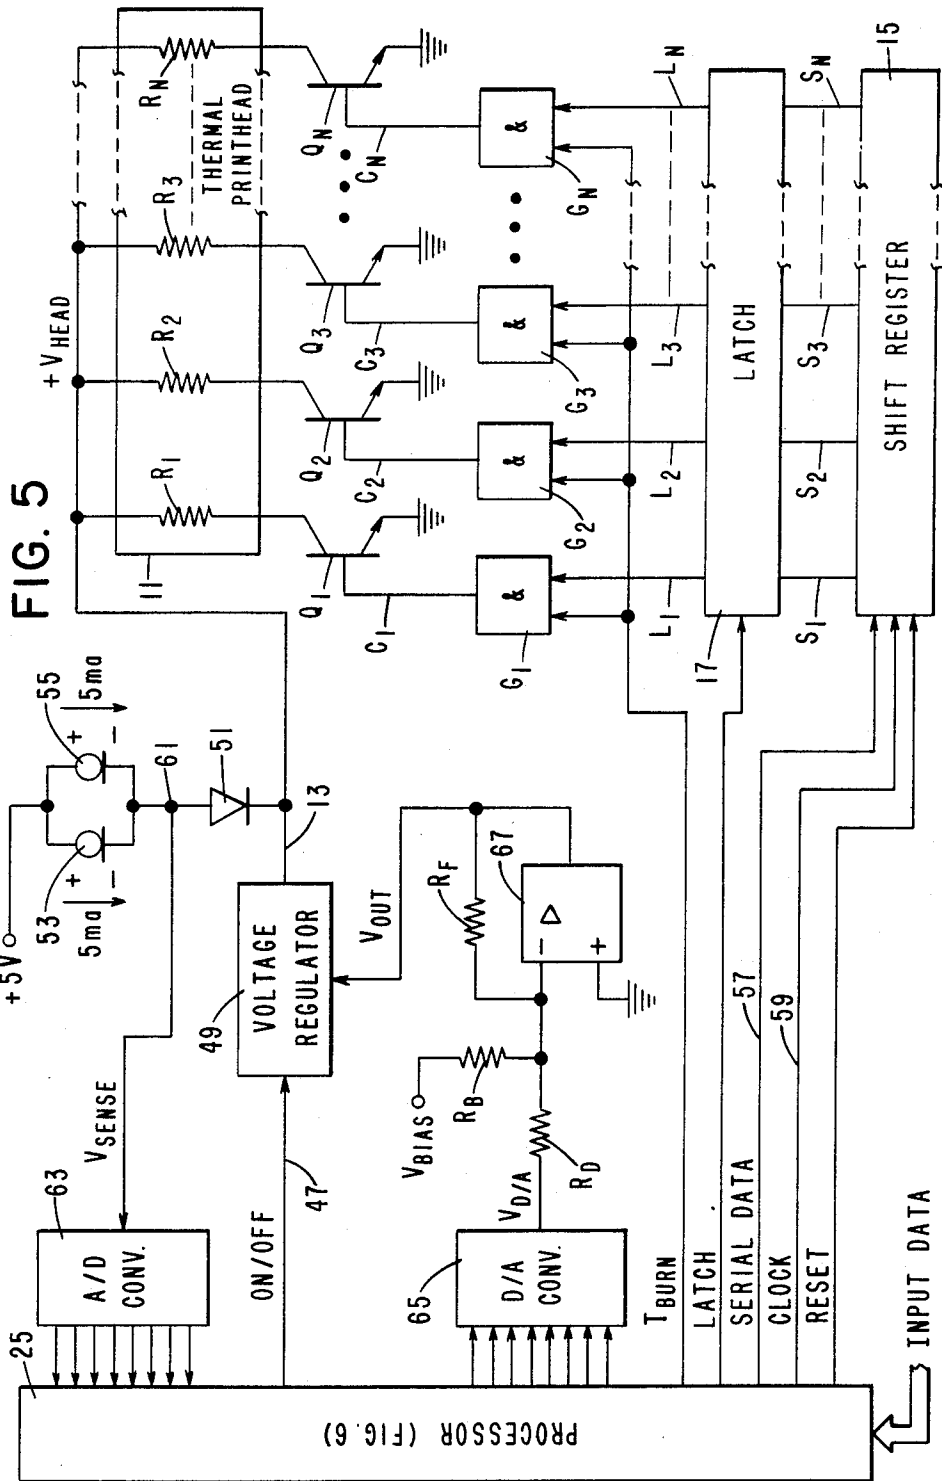 FIG. 5
+5V
53
55
5ma
+
-
+
-
5ma
61
51
13
+ V HEAD
11
R1
R2
R3
RN
THERMAL
PRINTHEAD
Q1
Q2
Q3
QN
C1
C2
C3
CN
&
&
&
&
G1
G2
G3
GN
L1
L2
L3
LN
17
LATCH
S1
S2
S3
SN
15
SHIFT REGISTER
25
PROCESSOR (FIG. 6)
63
A/D
CONV.
VSENSE
ON/OFF
47
49
VOLTAGE
REGULATOR
VOUT
VBIAS
RB
RF
67
-
+
65
D/A
CONV.
VD/A
RD
TBURN
LATCH
SERIAL DATA
57
CLOCK
59
RESET
INPUT DATA